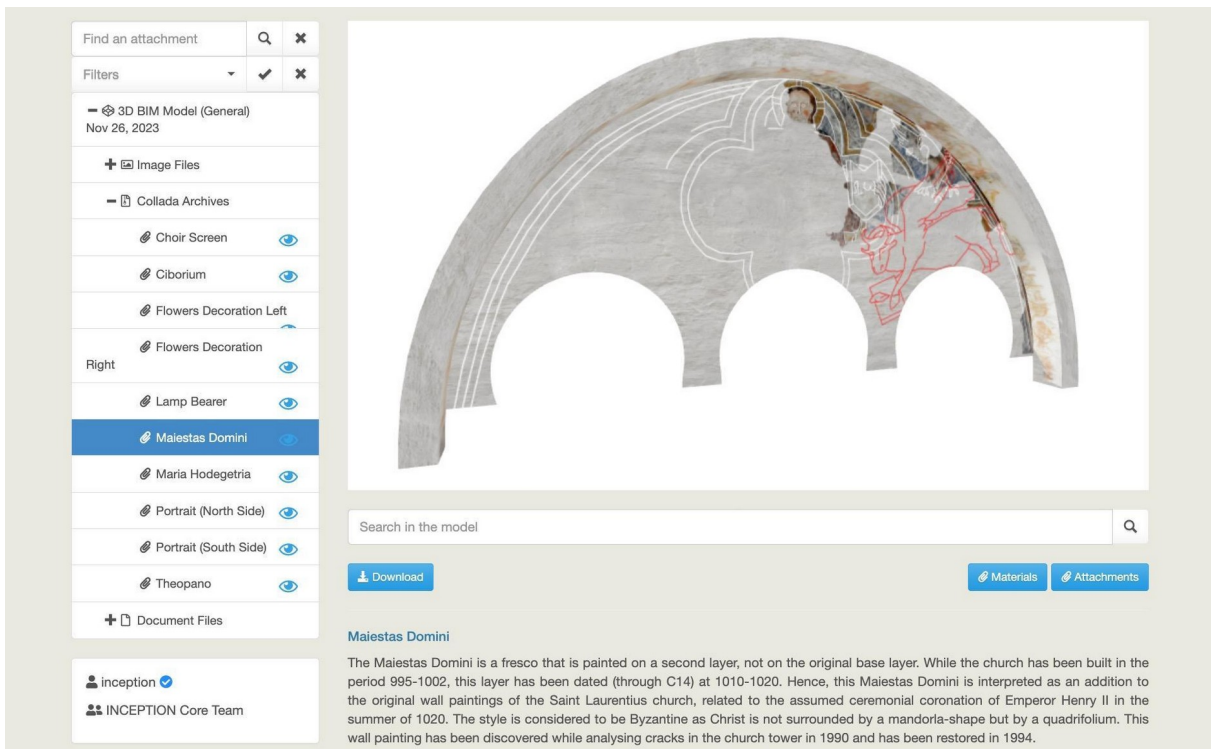 Find an attachment
Filters
3D BIM Model (General)
Nov 26, 2023
Image Files
Collada Archives
Choir Screen
Ciborium
Flowers Decoration Left
Flowers Decoration
Right
Lamp Bearer
Maiestas Domini
Maria Hodegetria
Portrait (North Side)
Portrait (South Side)
Theopano
Document Files
inception
INCEPTION Core Team
Search in the model
Download
Materials
Attachments
Maiestas Domini
The Maiestas Domini is a fresco that is painted on a second layer, not on the original base layer. While the church has been built in the
period 995-1002, this layer has been dated (through C14) at 1010-1020. Hence, this Maiestas Domini is interpreted as an addition to
the original wall paintings of the Saint Laurentius church, related to the assumed ceremonial coronation of Emperor Henry II in the
summer of 1020. The style is considered to be Byzantine as Christ is not surrounded by a mandorla-shape but by a quadrifolium. This
wall painting has been discovered while analysing cracks in the church tower in 1990 and has been restored in 1994.